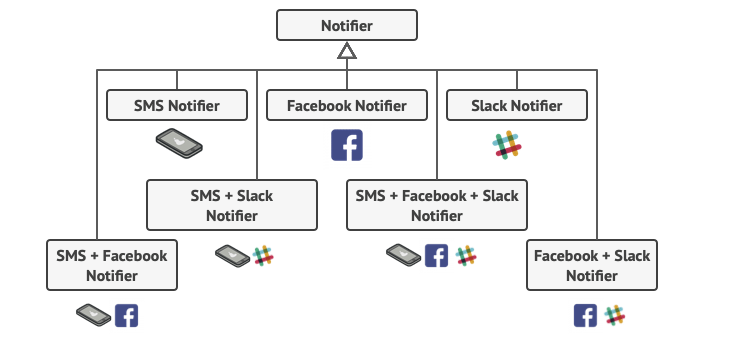 Notifier
SMS Notifier
Facebook Notifier
Slack Notifier
SMS + Slack
Notifier
SMS + Facebook + Slack
Notifier
SMS + Facebook
Notifier
Facebook + Slack
Notifier